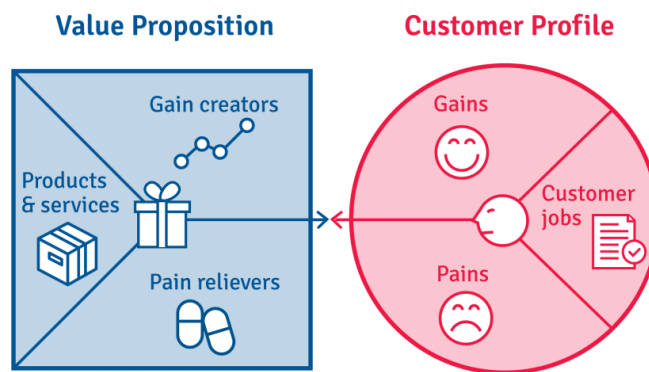 Value Proposition
Customer Profile
Gain creators
Products
& services
Pain relievers
Gains
Customer
jobs
Pains